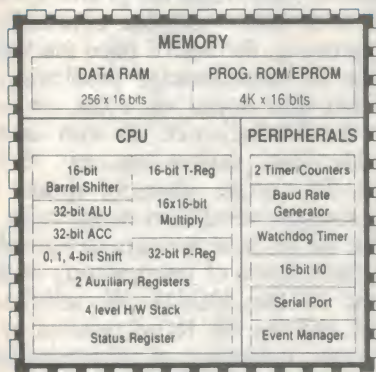 MEMORY
DATA RAM
256 x 16 bits
PROG. ROM/EPROM
4K x 16 bits
CPU
16-bit
Barrel Shifter
32-bit ALU
32-bit ACC
0, 1, 4-bit Shift
16-bit T-Reg
16x16-bit
Multiply
32-bit P-Reg
2 Auxiliary Registers
4 level H/W Stack
Status Register
PERIPHERALS
2 Timer/Counters
Baud Rate
Generator
Watchdog Timer
16-bit I/0
Serial Port
Event Manager